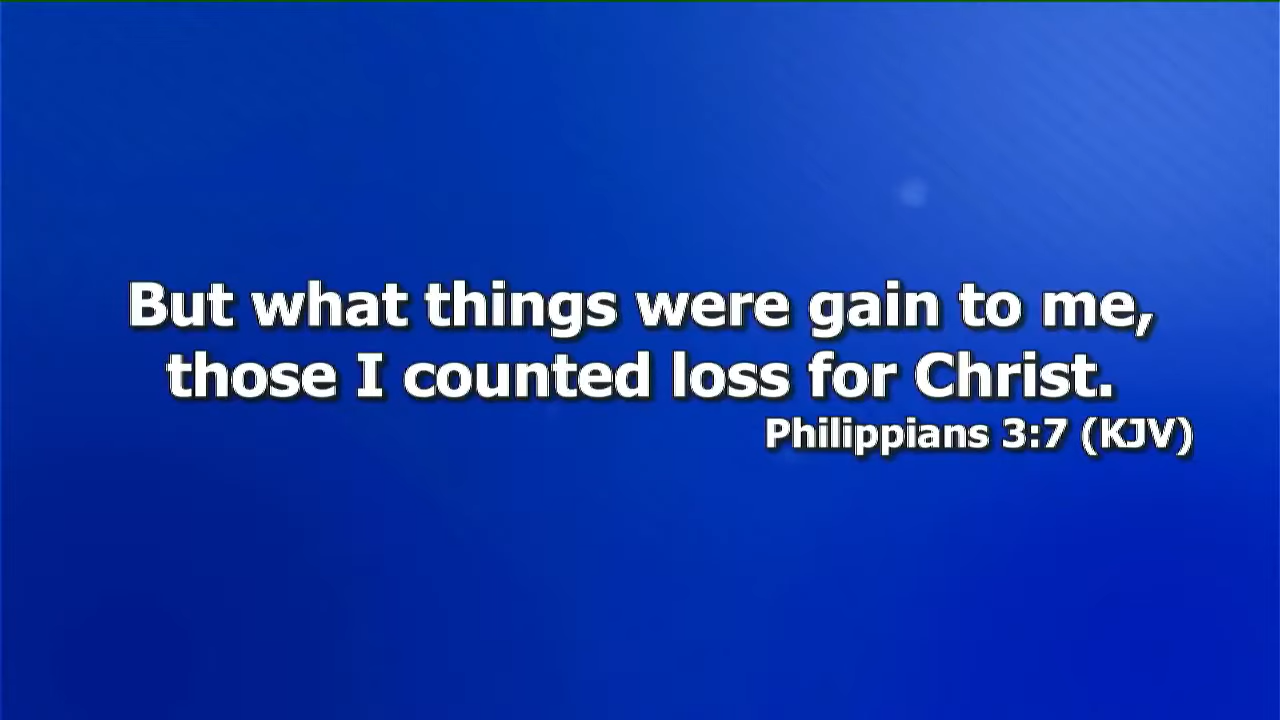 But what things were gain to me,
those I counted loss for Christ.
Philippians 3:7 (KJV)